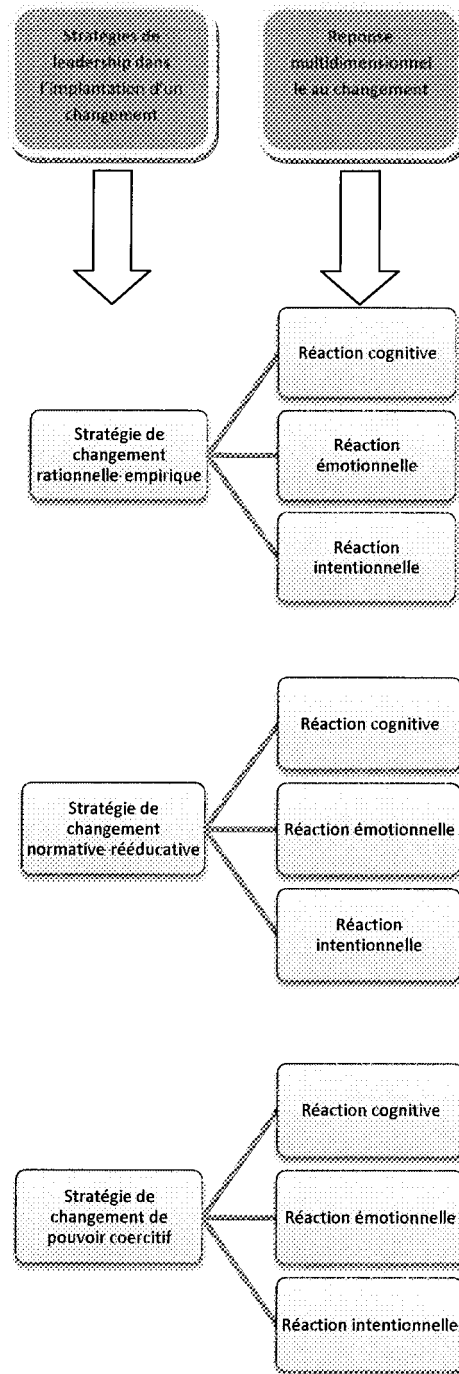 Stratégies de
leadership dans
l'implantation d'un
changement
Réponse
multidimensionnel
le au changement
Réaction cognitive
Stratégie de
changement
rationnelle-empirique
Réaction
émotionnelle
Réaction
intentionnelle
Réaction cognitive
Stratégie de
changement
normative-rééducative
Réaction émotionnelle
Réaction
intentionnelle
Réaction cognitive
Stratégie de
changement de
pouvoir coercitif
Réaction émotionnelle
Réaction intentionnelle